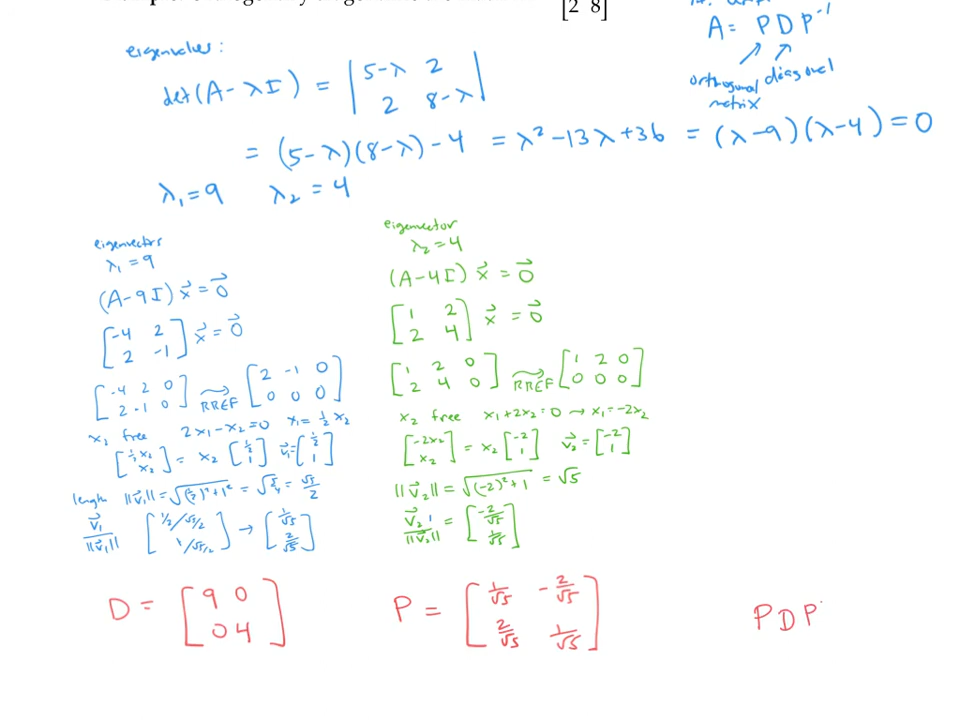 [2 8]
A = PDP⁻¹
orthogonal diagonal
matrix
eigenvalues:
det(A-λI) = |5-λ 2|
|2 8-λ|
= (5-λ)(8-λ)-4 = λ²-13λ+36 = (λ-9)(λ-4)=0
λ₁=9 λ₂=4
eigenvectors
λ₁=9
(A-9I)x⃗=0⃗
[-4 2] x⃗=0⃗
[2 -1]
[-4 2 0] → [2 -1 0]
[2 -1 0] RREF [0 0 0]
x₂ free 2x₁-x₂=0 x₁=½x₂
[½x₂] = x₂ [½] v⃗₁=[½]
[x₂] [1] [1]
length ||v⃗₁||=√((½)²+1²) = √(5/4) = √5/2
v⃗₁/||v⃗₁|| [½/√5/2] → [1/√5]
[1/√5/2] [2/√5]
eigenvector
λ₂=4
(A-4I)x⃗=0⃗
[1 2] x⃗ = 0⃗
[2 4]
[1 2 0] → [1 2 0]
[2 4 0] RREF [0 0 0]
x₂ free x₁+2x₂=0 → x₁=-2x₂
[-2x₂] = x₂ [-2] v⃗₂=[-2]
[x₂] [1] [1]
||v⃗₂||=√((-2)²+1) = √5
v⃗₂/||v⃗₂|| = [-2/√5]
[1/√5]
D = [9 0]
[0 4]
P = [1/√5 -2/√5]
[2/√5 1/√5]
PDP